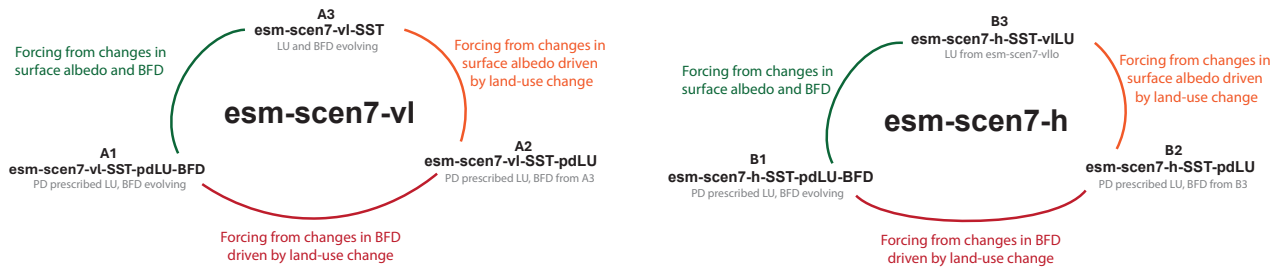 A3
esm-scen7-vl-SST
LU and BFD evolving
Forcing from changes in
surface albedo and BFD
Forcing from changes in
surface albedo driven
by land-use change
esm-scen7-vl
A1
esm-scen7-vl-SST-pdLU-BFD
PD prescribed LU, BFD evolving
A2
esm-scen7-vl-SST-pdLU
PD prescribed LU, BFD from A3
Forcing from changes in BFD
driven by land-use change
B3
esm-scen7-h-SST-vlLU
LU from esm-scen7-vllo
Forcing from changes in
surface albedo and BFD
Forcing from changes in
surface albedo driven
by land-use change
esm-scen7-h
B1
esm-scen7-h-SST-pdLU-BFD
PD prescribed LU, BFD evolving
B2
esm-scen7-h-SST-pdLU
PD prescribed LU, BFD from B3
Forcing from changes in BFD
driven by land-use change